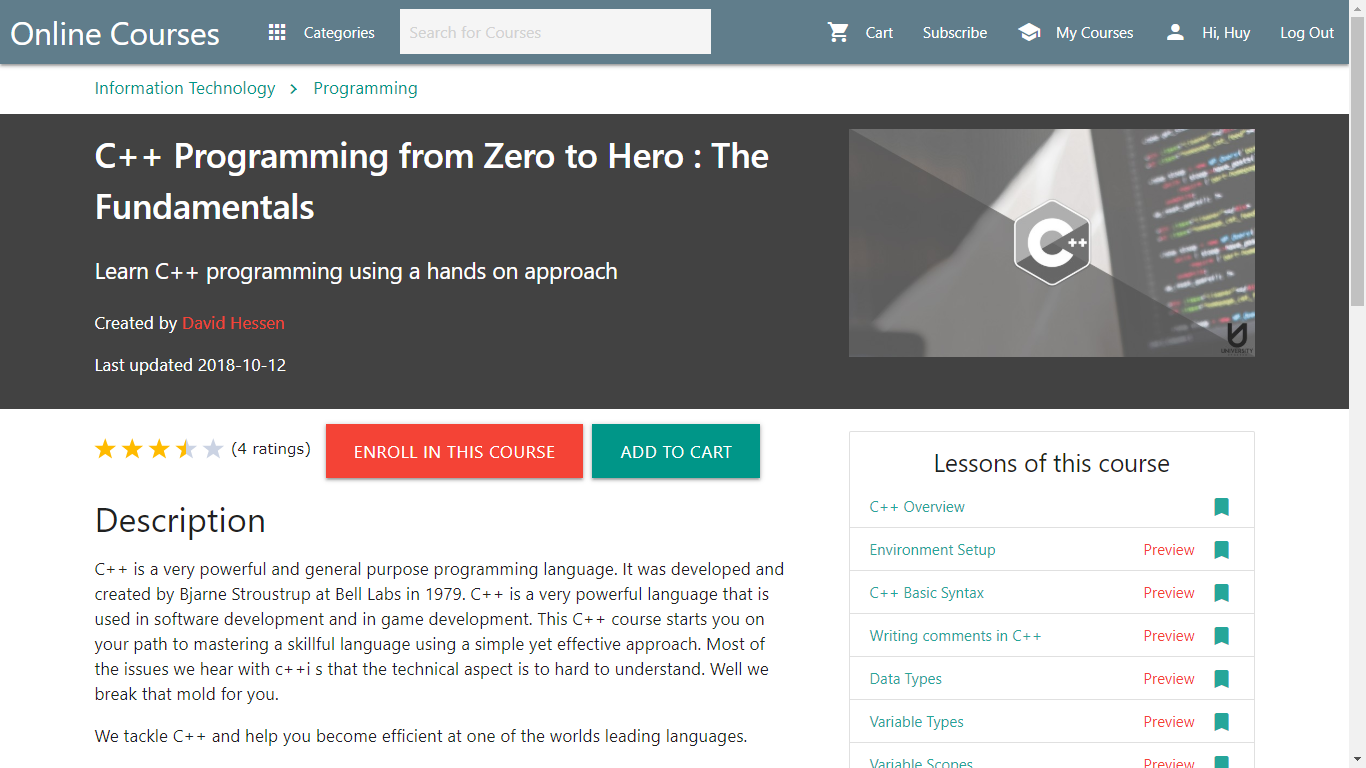 Online Courses
Categories
Search for Courses
Cart
Subscribe
My Courses
Hi, Huy
Log Out
Information Technology
Programming
C++ Programming from Zero to Hero : The
Fundamentals
Learn C++ programming using a hands on approach
Created by David Hessen
Last updated 2018-10-12
C++
UNIVERSITY
(4 ratings)
ENROLL IN THIS COURSE
ADD TO CART
Description
C++ is a very powerful and general purpose programming language. It was developed and
created by Bjarne Stroustrup at Bell Labs in 1979. C++ is a very powerful language that is
used in software development and in game development. This C++ course starts you on
your path to mastering a skillful language using a simple yet effective approach. Most of
the issues we hear with c++i s that the technical aspect is to hard to understand. Well we
break that mold for you.
We tackle C++ and help you become efficient at one of the worlds leading languages.
Lessons of this course
C++ Overview
Environment Setup Preview
C++ Basic Syntax Preview
Writing comments in C++ Preview
Data Types Preview
Variable Types Preview
Variable Scopes Preview